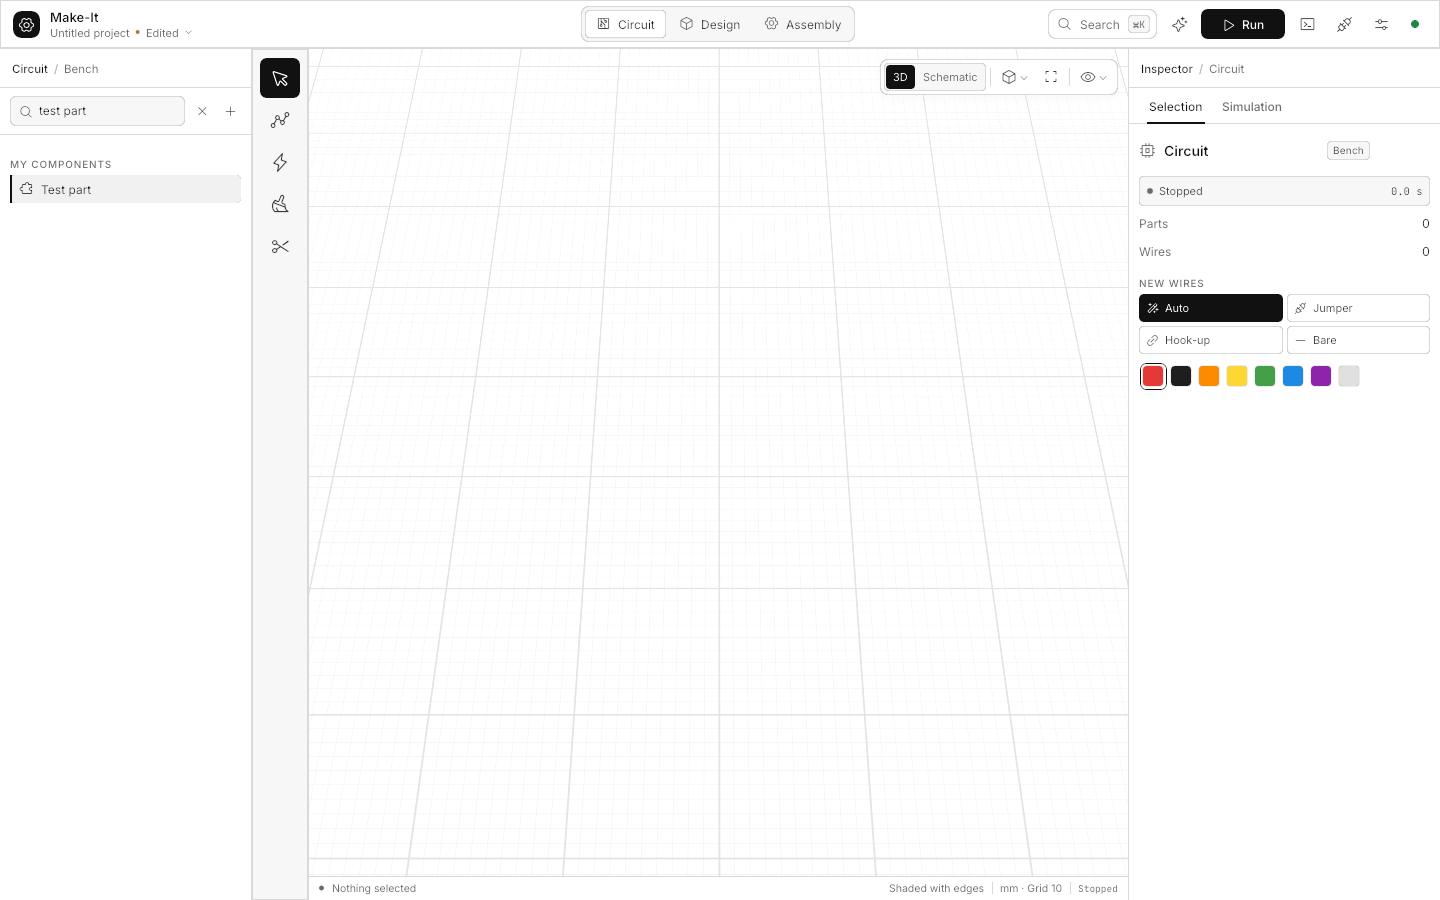 Make-It
Untitled project • Edited
Circuit
Design
Assembly
Search ⌘K
Run
Circuit / Bench
test part
MY COMPONENTS
Test part
3D
Schematic
Inspector / Circuit
Selection
Simulation
Circuit
Bench
Stopped
0.0 s
Parts
0
Wires
0
NEW WIRES
Auto
Jumper
Hook-up
Bare
Nothing selected
Shaded with edges
mm · Grid 10
Stopped